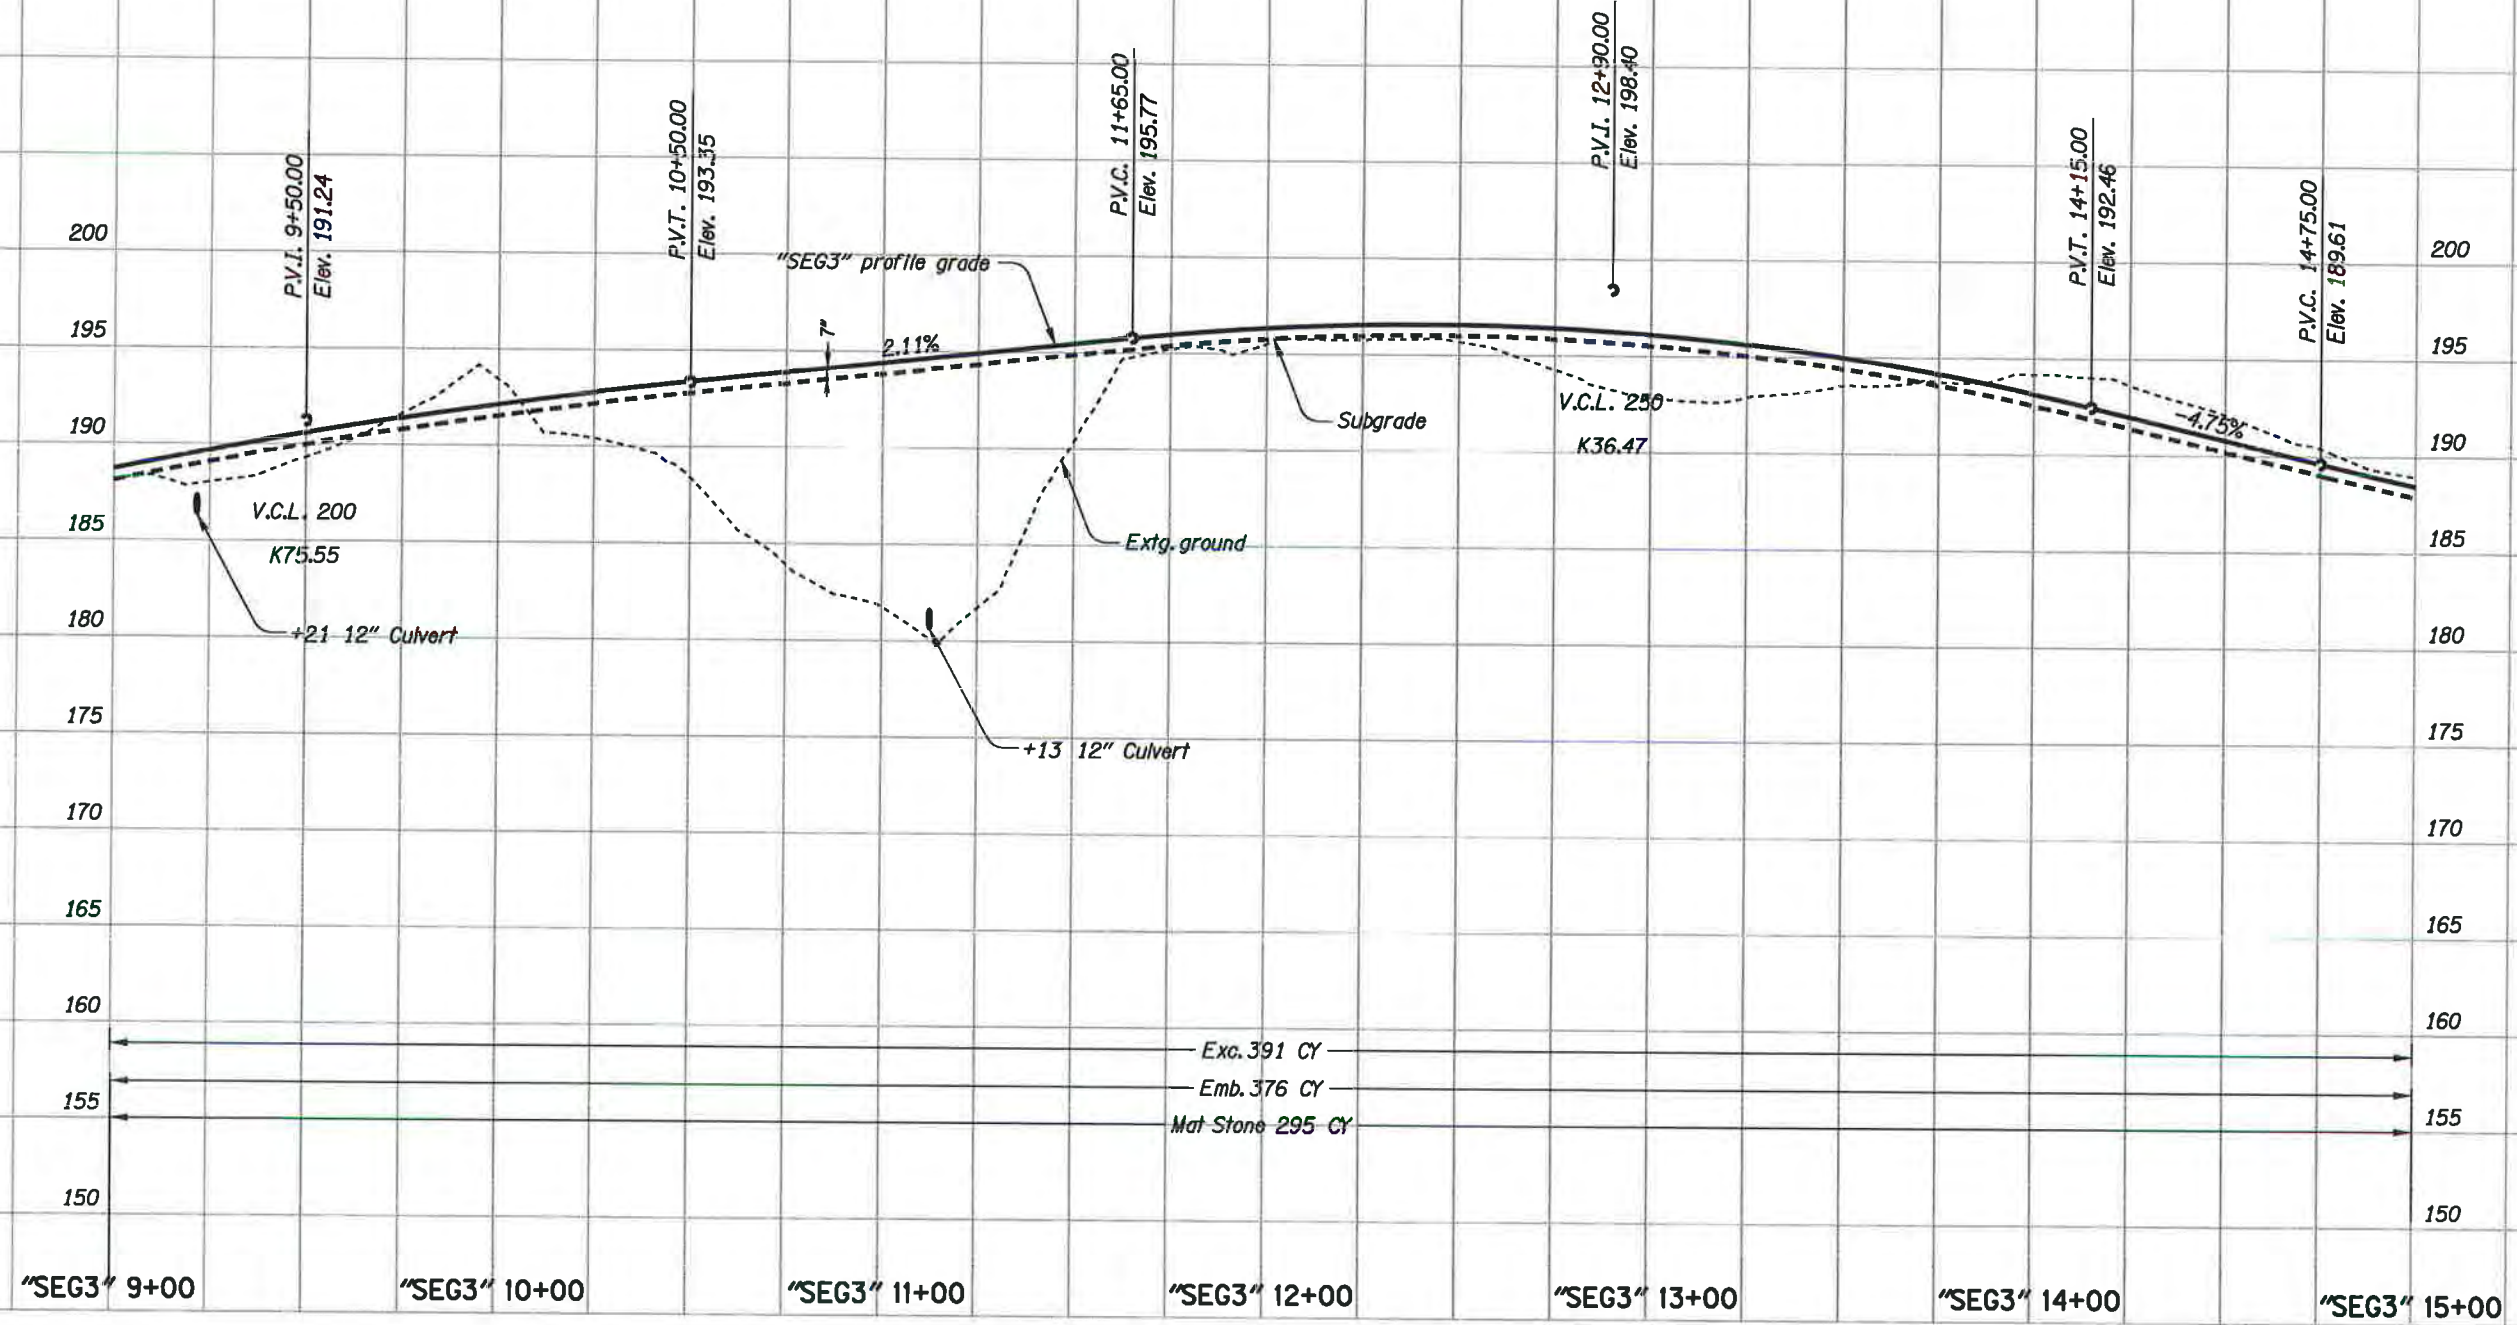 P.V.I. 9+50.00
Elev. 191.24
P.V.T. 10+50.00
Elev. 193.35
P.V.C. 11+65.00
Elev. 195.77
P.V.I. 12+90.00
Elev. 198.40
P.V.T. 14+15.00
Elev. 192.46
P.V.C. 14+75.00
Elev. 189.61
200
"SEG3" profile grade
200
195
7"
2.11%
195
190
Subgrade
V.C.L. 250
K36.47
-4.75%
190
V.C.L. 200
185
K75.55
Extg. ground
185
180
+21 12" Culvert
180
175
+13 12" Culvert
175
170
170
165
165
160
160
Exc. 391 CY
Emb. 376 CY
155
Mat Stone 295 CY
155
150
150
"SEG3" 9+00
"SEG3" 10+00
"SEG3" 11+00
"SEG3" 12+00
"SEG3" 13+00
"SEG3" 14+00
"SEG3" 15+00